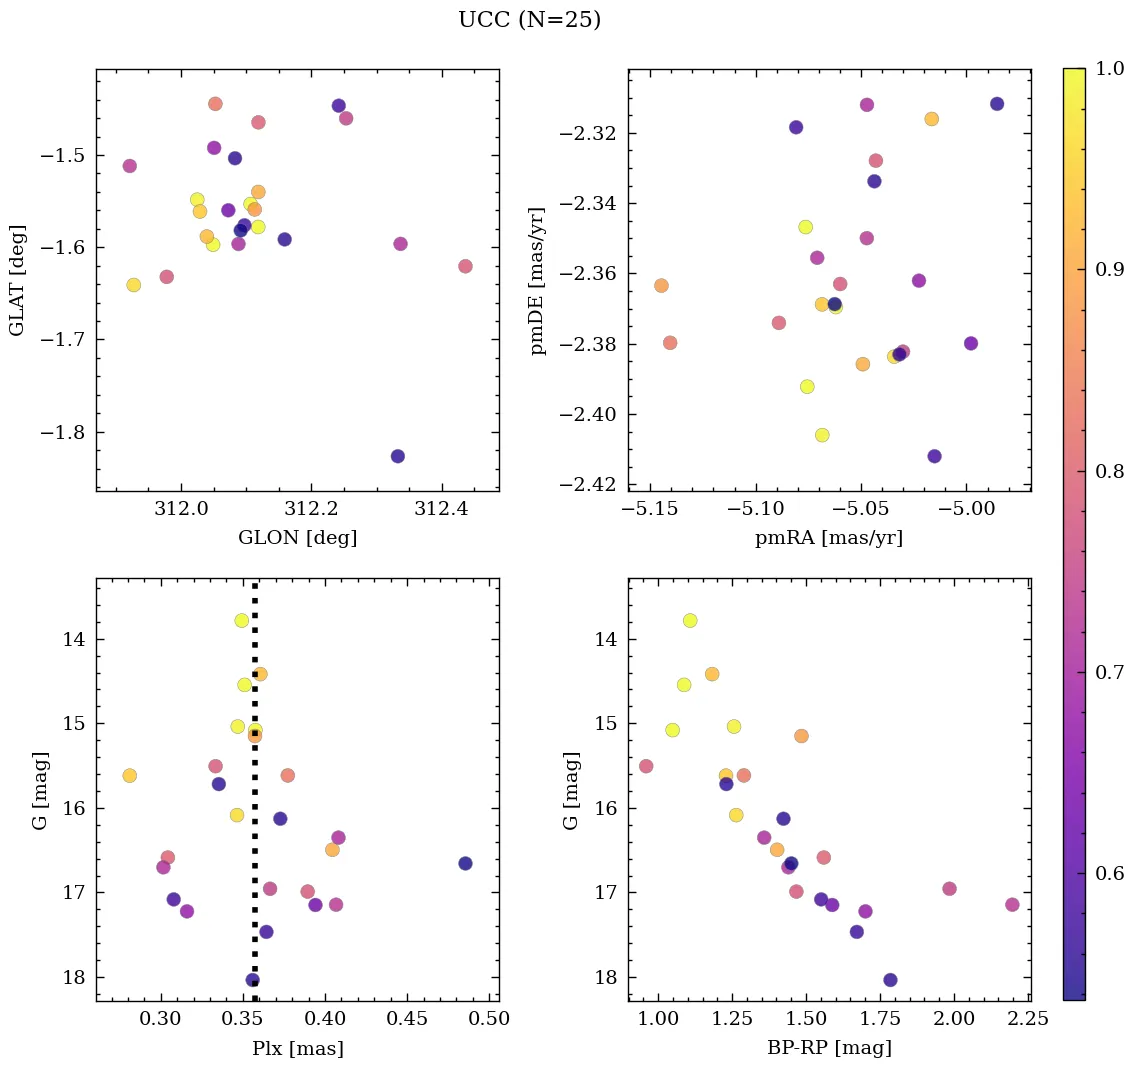 UCC (N=25)
−1.5
−1.6
−1.7
−1.8
GLAT [deg]
312.0 312.2 312.4
GLON [deg]
−2.32
−2.34
−2.36
−2.38
−2.40
−2.42
pmDE [mas/yr]
−5.15 −5.10 −5.05 −5.00
pmRA [mas/yr]
1.0
0.9
0.8
0.7
0.6
14
15
16
17
18
G [mag]
0.30 0.35 0.40 0.45 0.50
Plx [mas]
14
15
16
17
18
G [mag]
1.00 1.25 1.50 1.75 2.00 2.25
BP-RP [mag]